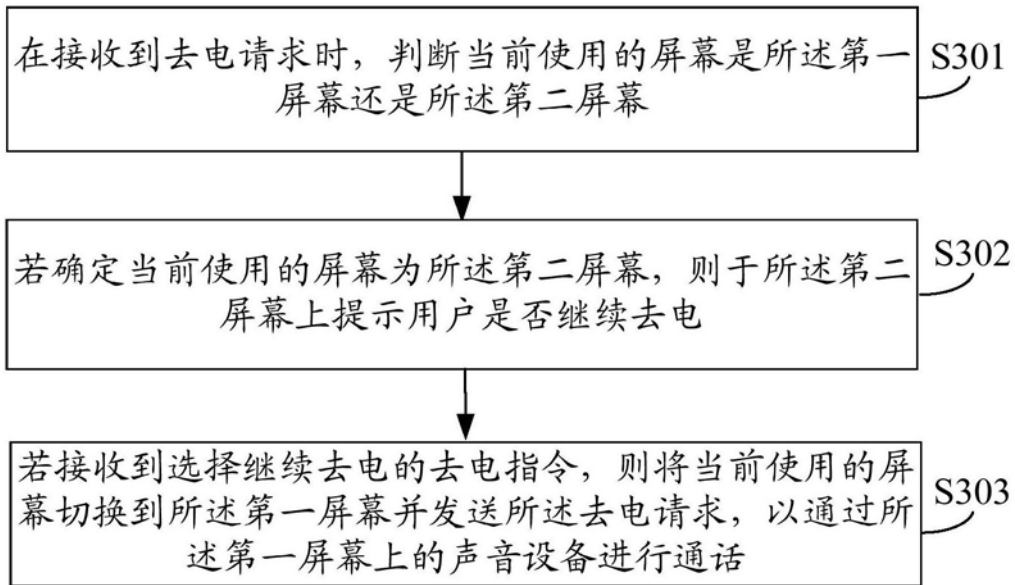 在接收到去电请求时，判断当前使用的屏幕是所述第一
屏幕还是所述第二屏幕
S301
若确定当前使用的屏幕为所述第二屏幕，则于所述第二
屏幕上提示用户是否继续去电
S302
若接收到选择继续去电的去电指令，则将当前使用的屏
幕切换到所述第一屏幕并发送所述去电请求，以通过所
述第一屏幕上的声音设备进行通话
S303